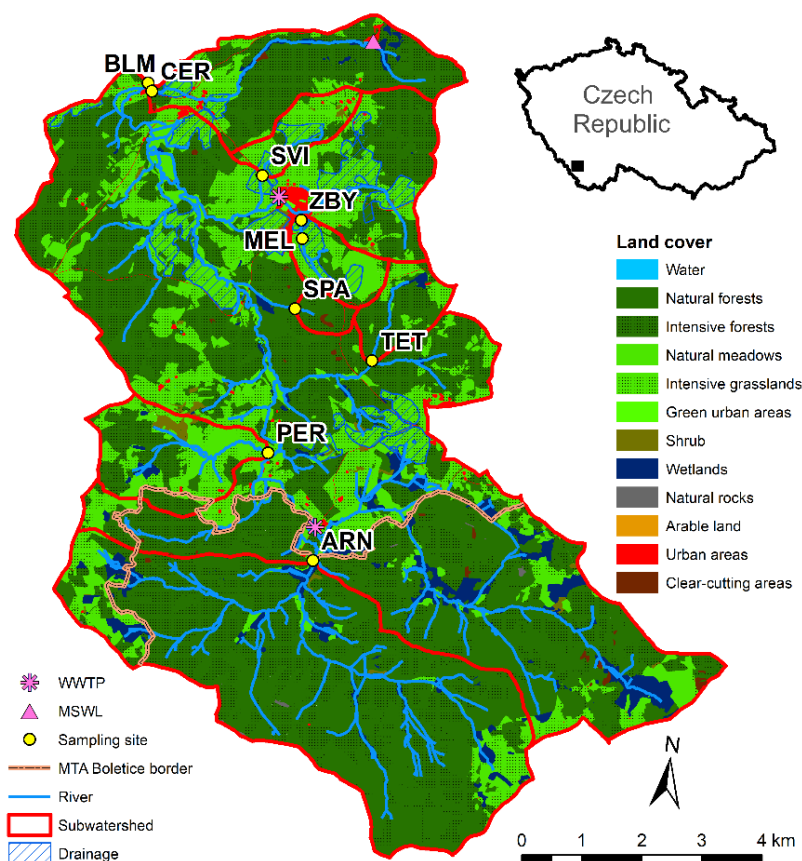 BLM
CER
SVI
ZBY
MEL
SPA
TET
PER
ARN
Czech
Republic
Land cover
Water
Natural forests
Intensive forests
Natural meadows
Intensive grasslands
Green urban areas
Shrub
Wetlands
Natural rocks
Arable land
Urban areas
Clear-cutting areas
WWTP
MSWL
Sampling site
MTA Boletice border
River
Subwatershed
Drainage
N
0 1 2 3 4 km